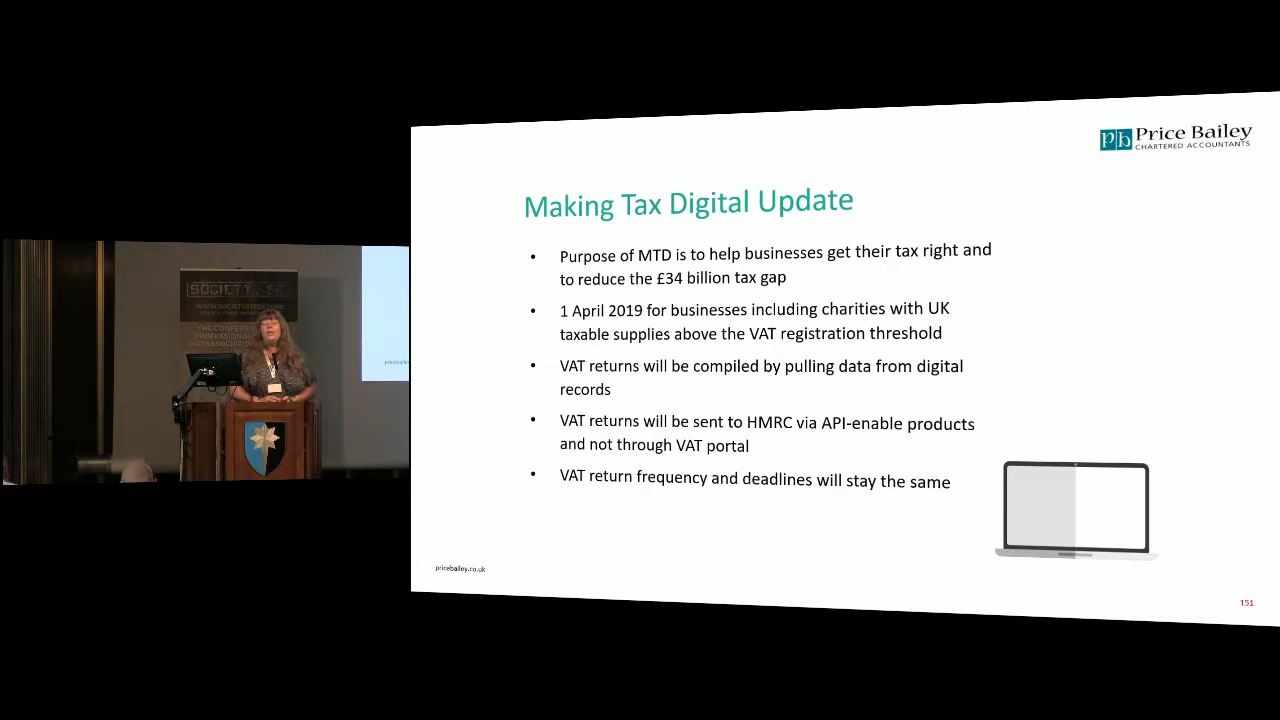 Price Bailey
CHARTERED ACCOUNTANTS
Making Tax Digital Update
• Purpose of MTD is to help businesses get their tax right and
to reduce the £34 billion tax gap
• 1 April 2019 for businesses including charities with UK
taxable supplies above the VAT registration threshold
• VAT returns will be compiled by pulling data from digital
records
• VAT returns will be sent to HMRC via API-enable products
and not through VAT portal
• VAT return frequency and deadlines will stay the same
pricebailey.co.uk
151
SOCIETY
THE CONFEREN
PROFESSIONAL